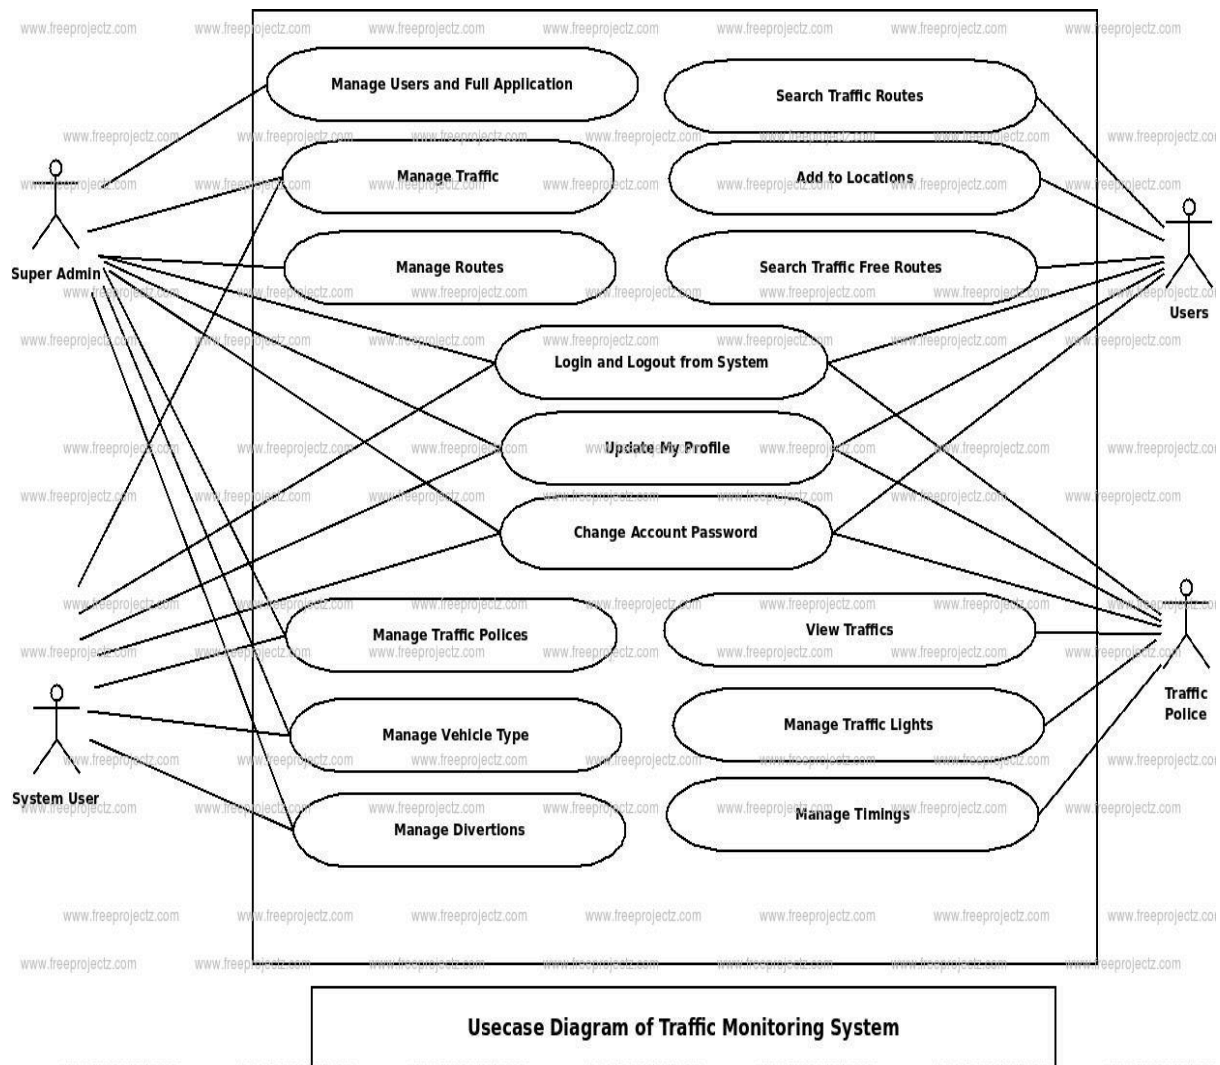 Manage Users and Full Application
Search Traffic Routes
Manage Traffic
Add to Locations
Manage Routes
Search Traffic Free Routes
Super Admin
Users
Login and Logout from System
Update My Profile
Change Account Password
Manage Traffic Polices
View Traffics
Traffic
Police
Manage Vehicle Type
Manage Traffic Lights
System User
Manage Divertions
Manage Timings
Usecase Diagram of Traffic Monitoring System
www.freeprojectz.com